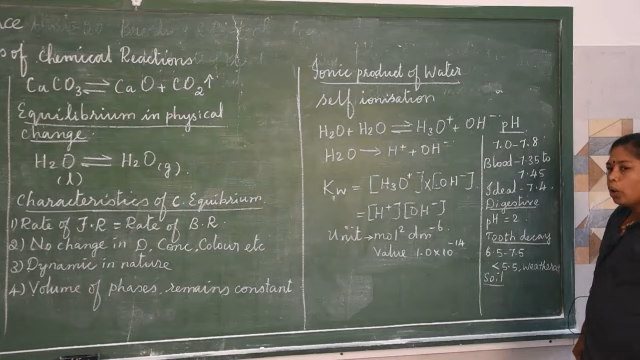 s of chemical Reactions
CaCO₃ ⇌ CaO + CO₂↑
Equilibrium in physical
change
H₂O ⇌ H₂O(g).
(l)
Characteristics of C. Equilibrium
1) Rate of F.R = Rate of B.R.
2) No change in D, Conc, Colour etc
3) Dynamic in nature
4) Volume of phases remains constant
Ionic product of Water
self ionisation
H₂O + H₂O ⇌ H₃O⁺ + OH⁻
H₂O → H⁺ + OH⁻
Kw = [H₃O⁺] x [OH⁻]
= [H⁺][OH⁻]
Unit → mol² dm⁻⁶
Value 1.0 x 10⁻¹⁴
pH
7.0 - 7.8
Blood - 7.35 to
7.45
Ideal - 7.4
Digestive
pH = 2
Tooth decay
6.5 - 7.5
<5.5, weathered
Soil